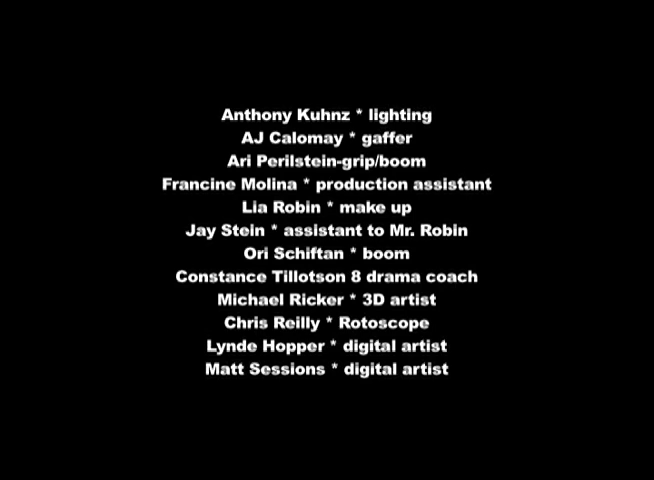 Anthony Kuhnz * lighting
AJ Calomay * gaffer
Ari Perilstein-grip/boom
Francine Molina * production assistant
Lia Robin * make up
Jay Stein * assistant to Mr. Robin
Ori Schiftan * boom
Constance Tillotson 8 drama coach
Michael Ricker * 3D artist
Chris Reilly * Rotoscope
Lynde Hopper * digital artist
Matt Sessions * digital artist